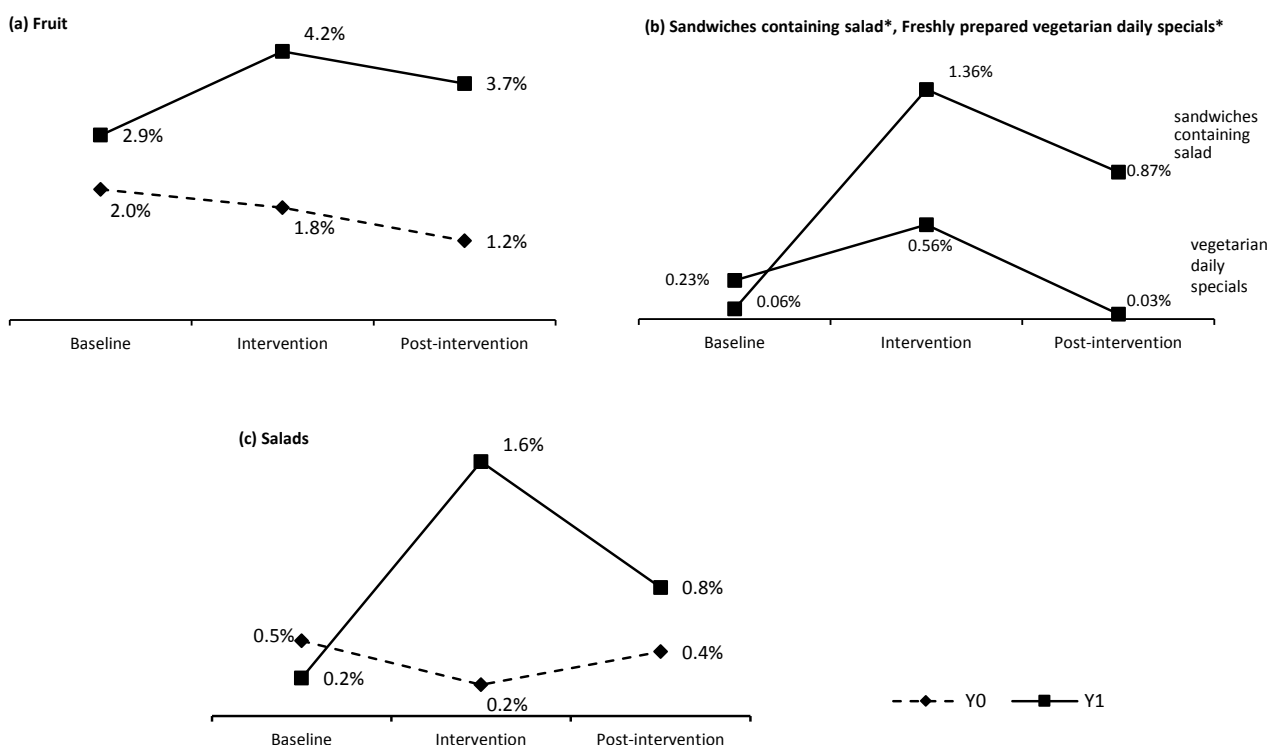 (a) Fruit
4.2%
3.7%
2.9%
2.0%
1.8%
1.2%
Baseline
Intervention
Post-intervention
(b) Sandwiches containing salad*, Freshly prepared vegetarian daily specials*
1.36%
sandwiches
containing
salad
0.87%
0.56%
vegetarian
daily
specials
0.23%
0.06%
0.03%
Baseline
Intervention
Post-intervention
(c) Salads
1.6%
0.8%
0.5%
0.4%
0.2%
0.2%
Baseline
Intervention
Post-intervention
Y0
Y1